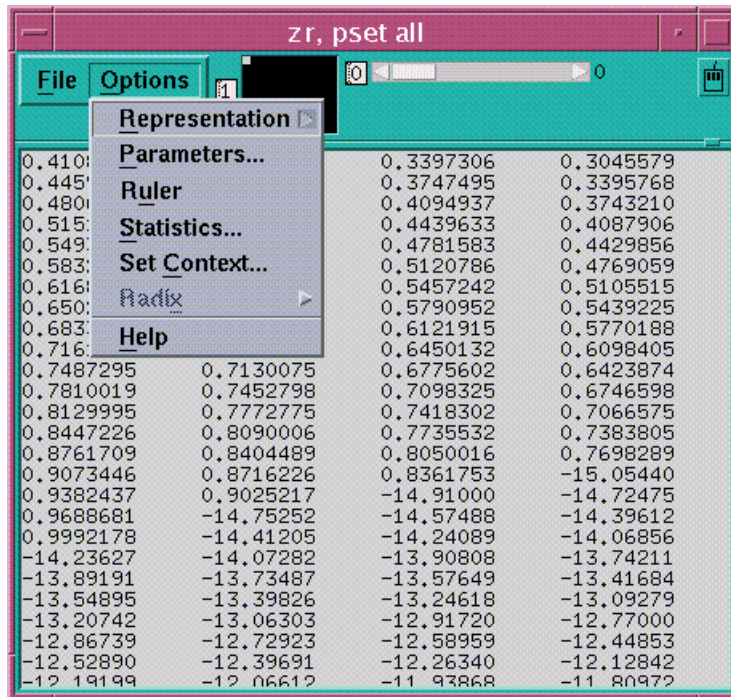 zr, pset all
File Options 1 0 0
Representation
Parameters...
Ruler
Statistics...
Set Context...
Radix
Help
0.3397306 0.3045579
0.3747495 0.3395768
0.4094937 0.3743210
0.4439633 0.4087906
0.4781583 0.4429856
0.5120786 0.4769059
0.5457242 0.5105515
0.5790952 0.5439225
0.6121915 0.5770188
0.6450132 0.6098405
0.7487295 0.7130075 0.6775602 0.6423874
0.7810019 0.7452798 0.7098325 0.6746598
0.8129995 0.7772775 0.7418302 0.7066575
0.8447226 0.8090006 0.7735532 0.7383805
0.8761709 0.8404489 0.8050016 0.7698289
0.9073446 0.8716226 0.8361753 -15.05440
0.9382437 0.9025217 -14.91000 -14.72475
0.9688681 -14.75252 -14.57488 -14.39612
0.9992178 -14.41205 -14.24089 -14.06856
-14.23627 -14.07282 -13.90808 -13.74211
-13.89191 -13.73487 -13.57649 -13.41684
-13.54895 -13.39826 -13.24618 -13.09279
-13.20742 -13.06303 -12.91720 -12.77000
-12.86739 -12.72923 -12.58959 -12.44853
-12.52890 -12.39691 -12.26340 -12.12842
-12.19199 -12.06612 -11.93868 -11.80972